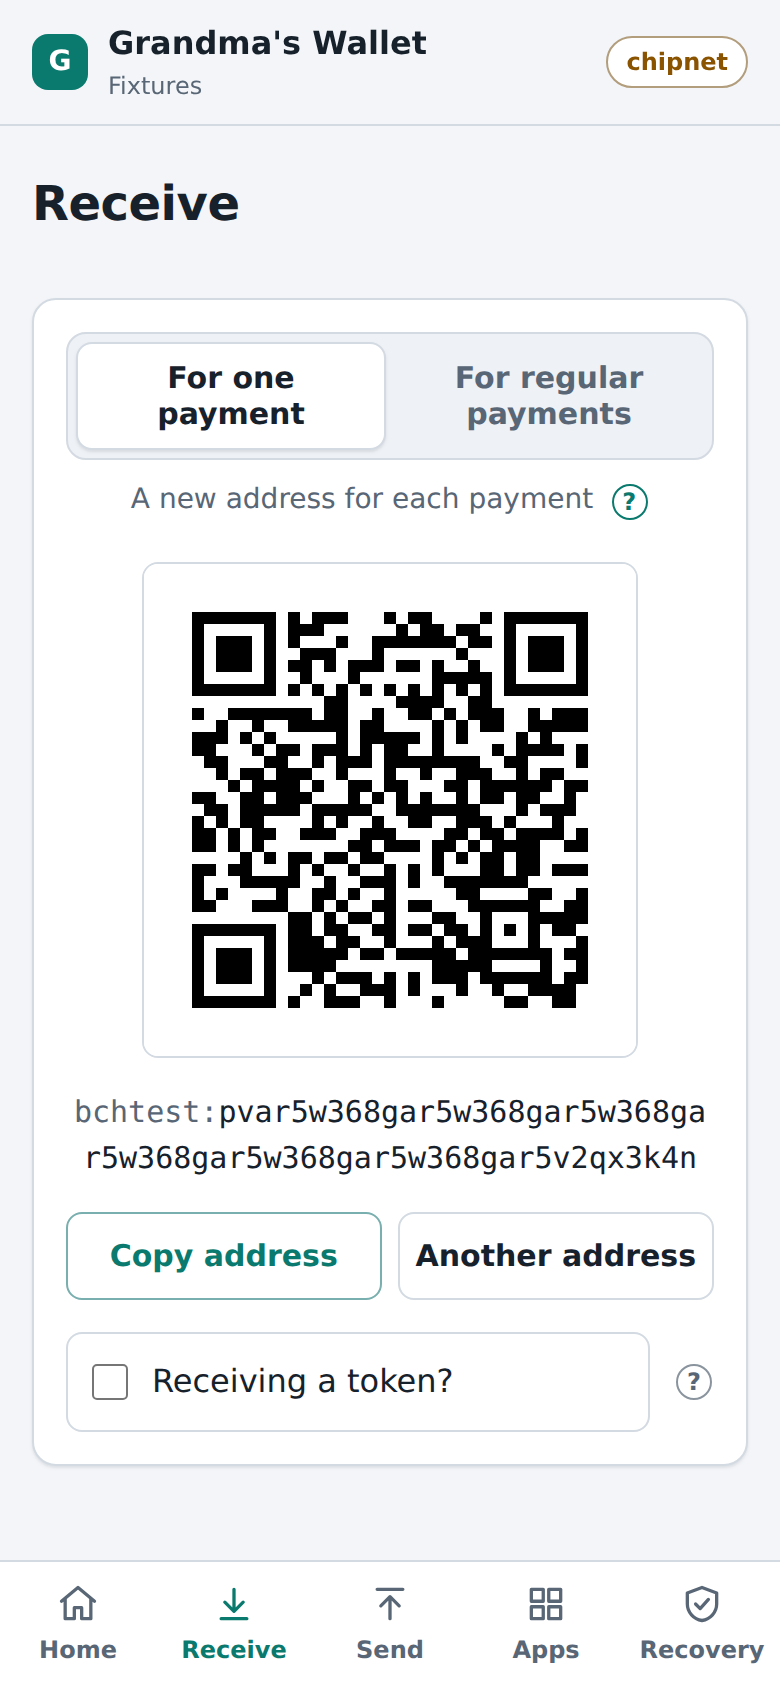 G
Grandma's Wallet
Fixtures
chipnet
Receive
For one
payment
For regular
payments
A new address for each payment ?
bchtest:pvar5w368gar5w368gar5w368ga
r5w368gar5w368gar5w368gar5v2qx3k4n
Copy address
Another address
Receiving a token?
?
Home
Receive
Send
Apps
Recovery